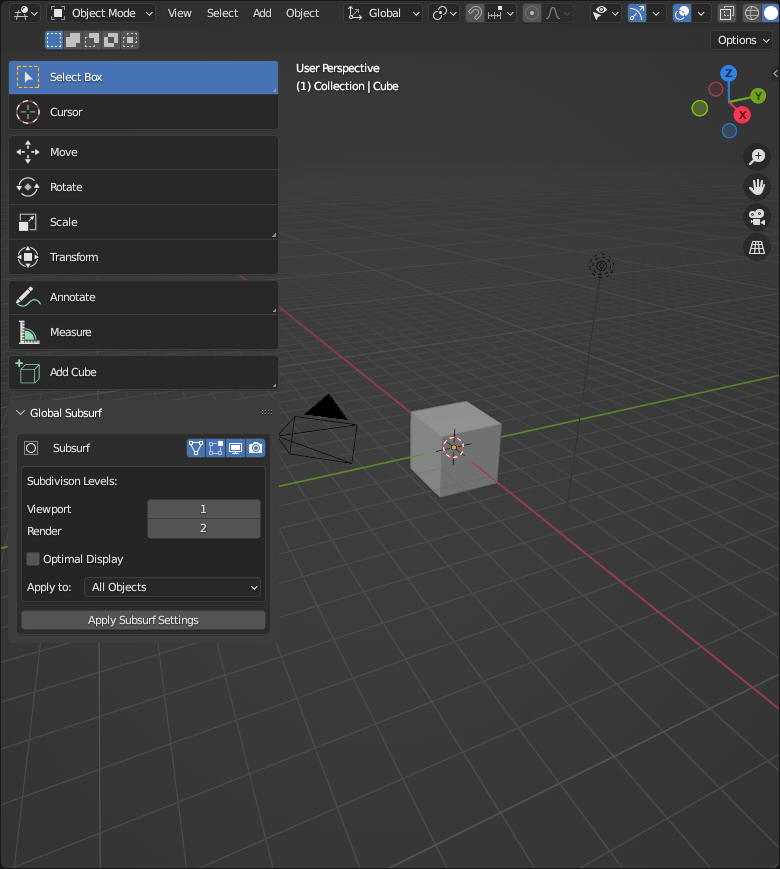 Object Mode View Select Add Object Global
Options
Select Box
User Perspective
(1) Collection | Cube
Z
Y
X
Cursor
Move
Rotate
Scale
Transform
Annotate
Measure
Add Cube
Global Subsurf
Subsurf
Subdivison Levels:
Viewport 1
Render 2
Optimal Display
Apply to: All Objects
Apply Subsurf Settings